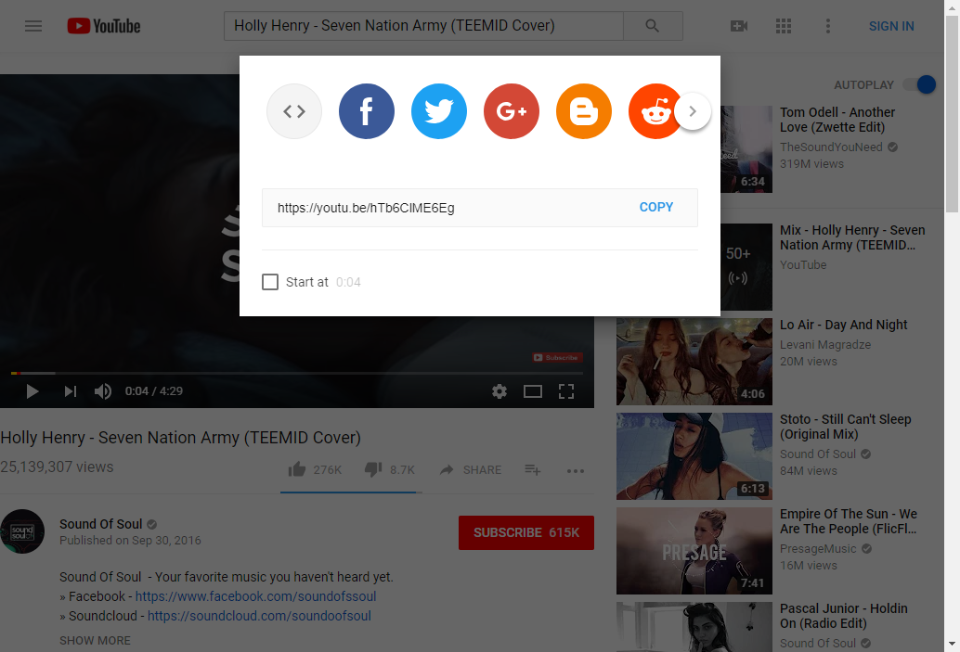 YouTube
Holly Henry - Seven Nation Army (TEEMID Cover)
SIGN IN
https://youtu.be/hTb6ClME6Eg
COPY
Start at 0:04
Subscribe
0:04 / 4:29
Holly Henry - Seven Nation Army (TEEMID Cover)
25,139,307 views
276K
8.7K
SHARE
Sound Of Soul
Published on Sep 30, 2016
SUBSCRIBE 615K
Sound Of Soul - Your favorite music you haven't heard yet.
» Facebook - https://www.facebook.com/soundofssoul
» Soundcloud - https://soundcloud.com/soundoofsoul
SHOW MORE
AUTOPLAY
6:34
Tom Odell - Another
Love (Zwette Edit)
TheSoundYouNeed
319M views
50+
Mix - Holly Henry - Seven
Nation Army (TEEMID...
YouTube
4:06
Lo Air - Day And Night
Levani Magradze
20M views
6:13
Stoto - Still Can't Sleep
(Original Mix)
Sound Of Soul
84M views
PRESAGE
7:41
Empire Of The Sun - We
Are The People (FlicFl...
PresageMusic
16M views
Pascal Junior - Holdin
On (Radio Edit)
Sound Of Soul